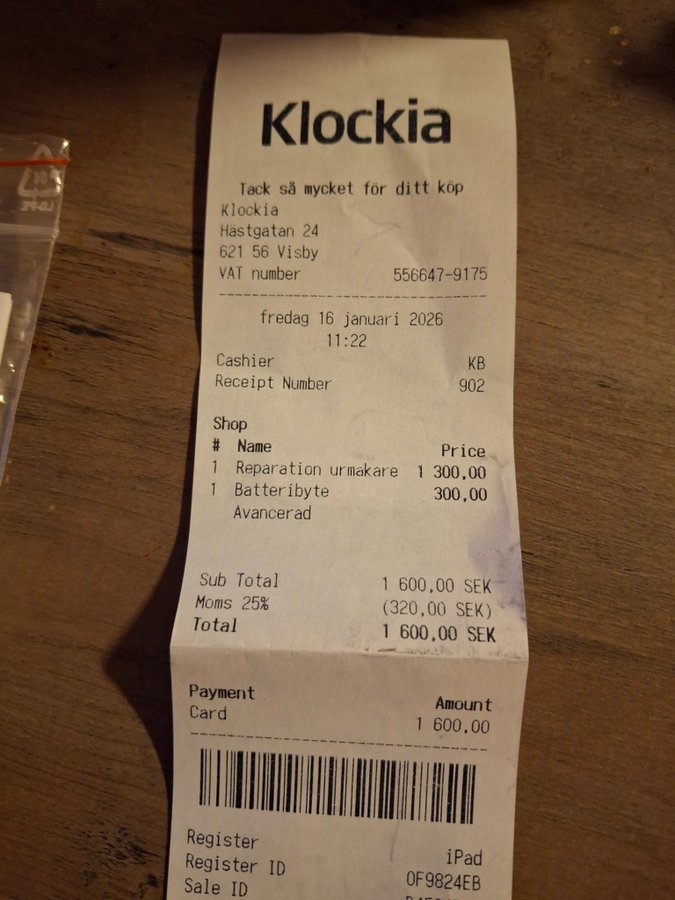 Klockia
Tack så mycket för ditt köp
Klockia
Hästgatan 24
621 56 Visby
VAT number 556647-9175
fredag 16 januari 2026
11:22
Cashier KB
Receipt Number 902
Shop
# Name Price
1 Reparation urmakare 1 300,00
1 Batteribyte 300,00
Avancerad
Sub Total 1 600,00 SEK
Moms 25% (320,00 SEK)
Total 1 600,00 SEK
Payment Amount
Card 1 600,00
Register iPad
Register ID 0F9824EB
Sale ID